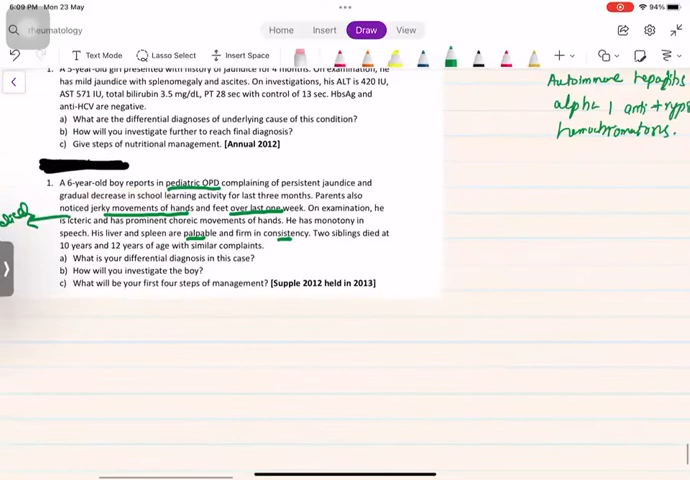 6:09 PM Mon 23 May
94%
rheumatology
Home Insert Draw View
Text Mode Lasso Select Insert Space
has mild jaundice with splenomegaly and ascites. On investigations, his ALT is 420 IU,
AST 571 IU, total bilirubin 3.5 mg/dL, PT 28 sec with control of 13 sec. HbsAg and
anti-HCV are negative.
a) What are the differential diagnoses of underlying cause of this condition?
b) How will you investigate further to reach final diagnosis?
c) Give steps of nutritional management. [Annual 2012]
1. A 6-year-old boy reports in pediatric OPD complaining of persistent jaundice and
gradual decrease in school learning activity for last three months. Parents also
noticed jerky movements of hands and feet over last one week. On examination, he
is icteric and has prominent choreic movements of hands. He has monotony in
speech. His liver and spleen are palpable and firm in consistency. Two siblings died at
10 years and 12 years of age with similar complaints.
a) What is your differential diagnosis in this case?
b) How will you investigate the boy?
c) What will be your first four steps of management? [Supple 2012 held in 2013]
Autoimmune
alpha 1 anti